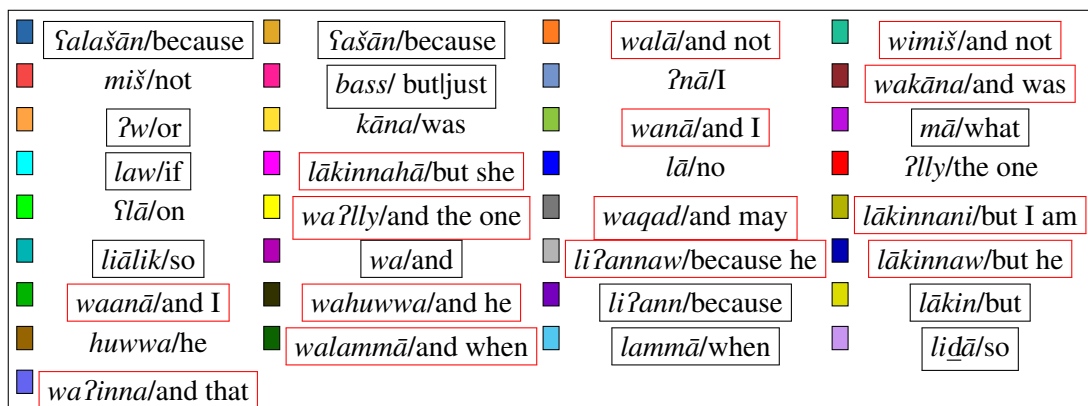 ʕalašān/because ʕašān/because walā/and not wimiš/and not
miš/not bass/ but|just ʔnā/I wakāna/and was
ʔw/or kāna/was wanā/and I mā/what
law/if lākinnahā/but she lā/no ʔlly/the one
ʕlā/on waʔlly/and the one waqad/and may lākinnani/but I am
liālik/so wa/and liʔannaw/because he lākinnaw/but he
waanā/and I wahuwwa/and he liʔann/because lākin/but
huwwa/he walammā/and when lammā/when liḏā/so
waʔinna/and that